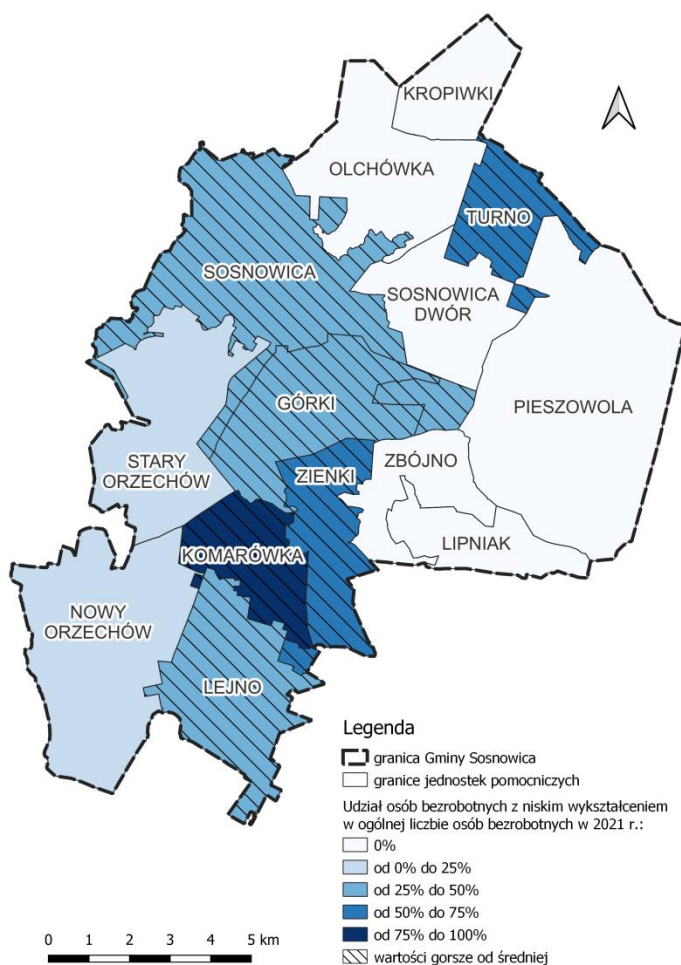 KROPIWKI
OLCHÓWKA
TURNO
SOSNOWICA
SOSNOWICA
DWÓR
PIESZOWOLA
GÓRKI
STARY
ORZECHÓW
ZIENKI
ZBÓJNO
LIPNIAK
KOMARÓWKA
NOWY
ORZECHÓW
LEJNO
Legenda
granica Gminy Sosnowica
granice jednostek pomocniczych
Udział osób bezrobotnych z niskim wykształceniem
w ogólnej liczbie osób bezrobotnych w 2021 r.:
0%
od 0% do 25%
od 25% do 50%
od 50% do 75%
od 75% do 100%
wartości gorsze od średniej
0 1 2 3 4 5 km